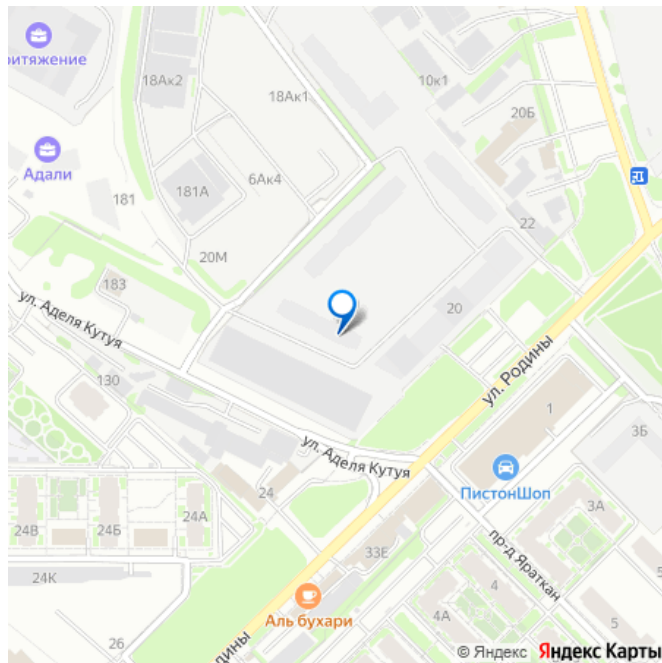 ритяжение
18Ак2
10к1
18Ак1
20Б
Адали
6Ак4
181
181А
22
20М
183
20
ул. Аделя Кутуя
ул. Родины
130
1
3Б
ул. Аделя Кутуя
ПистонШоп
24
3А
24В
24Б
24А
пр-д Яраткан
33Е
24К
4
5
Аль бухари
5
26
дины
© Яндекс Яндекс Карты